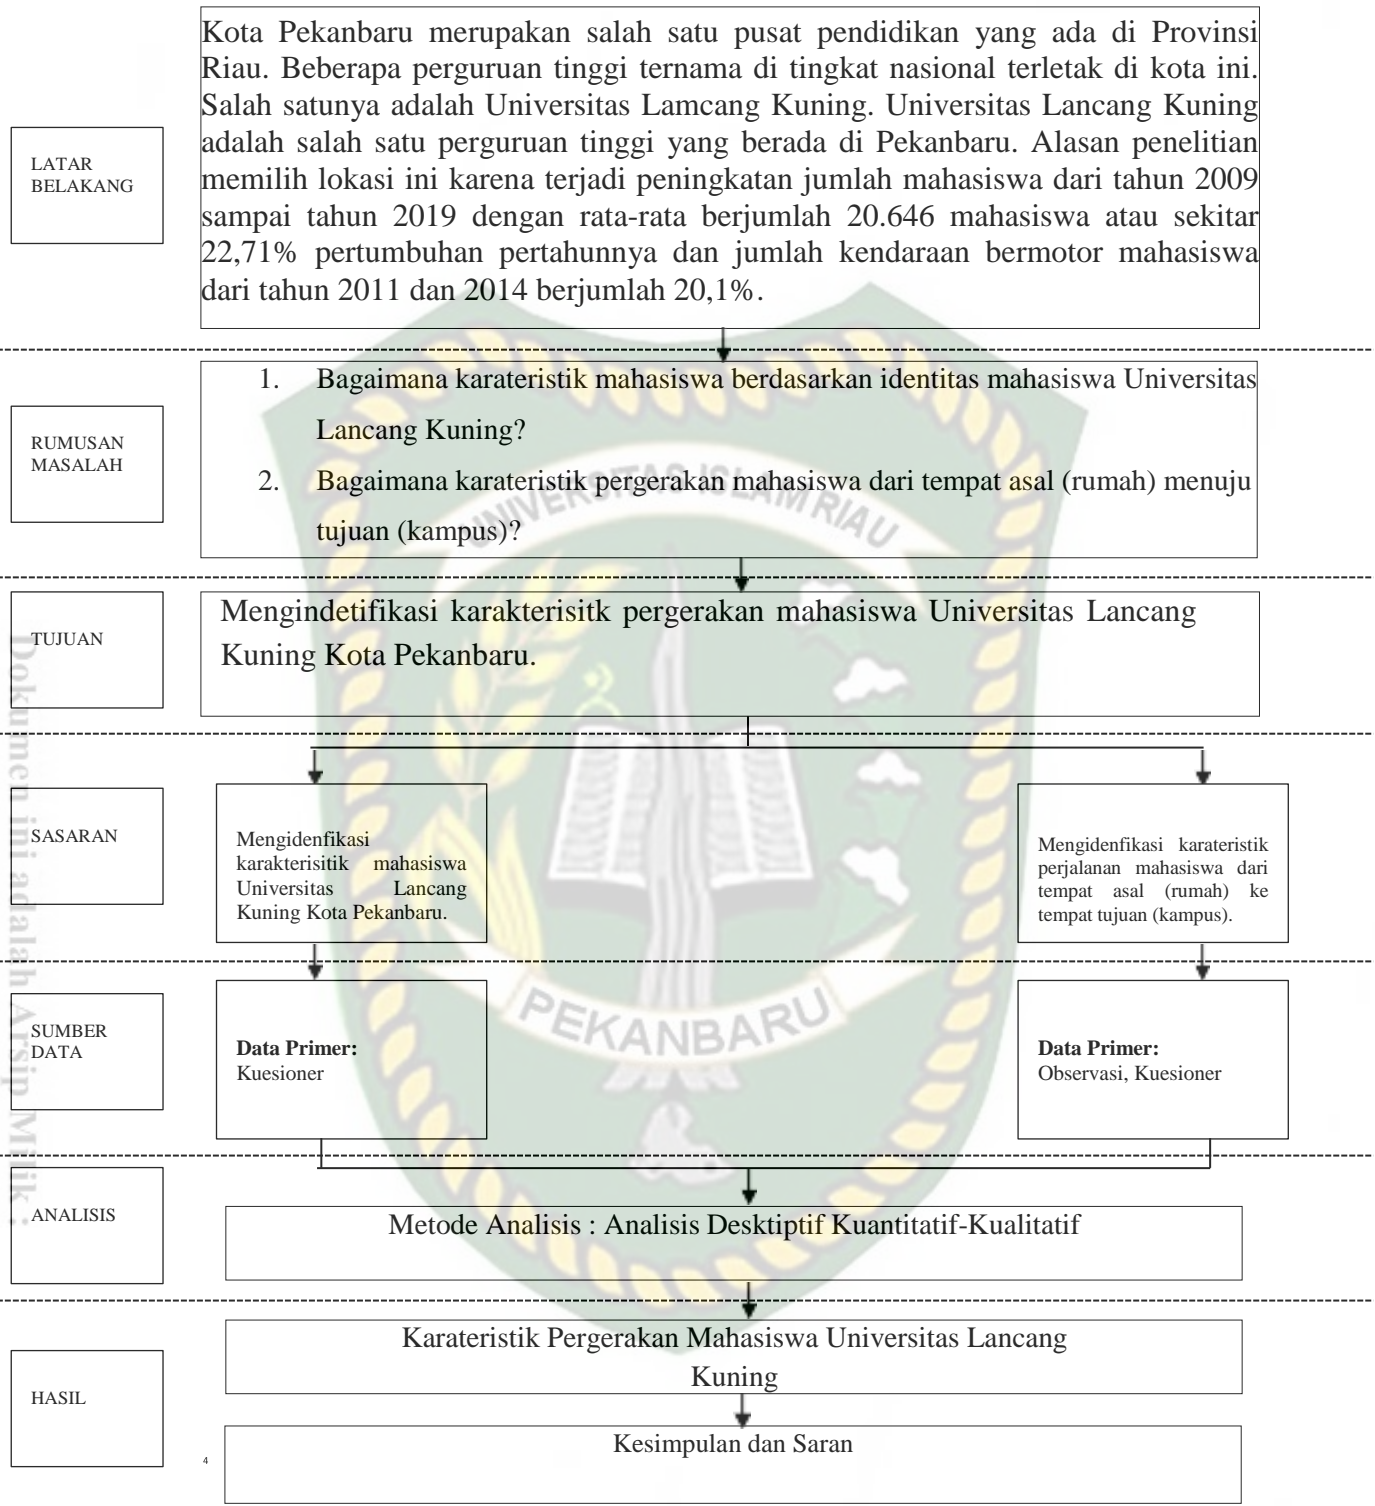 Kota Pekanbaru merupakan salah satu pusat pendidikan yang ada di Provinsi
Riau. Beberapa perguruan tinggi ternama di tingkat nasional terletak di kota ini.
Salah satunya adalah Universitas Lamcang Kuning. Universitas Lancang Kuning
adalah salah satu perguruan tinggi yang berada di Pekanbaru. Alasan penelitian
memilih lokasi ini karena terjadi peningkatan jumlah mahasiswa dari tahun 2009
sampai tahun 2019 dengan rata-rata berjumlah 20.646 mahasiswa atau sekitar
22,71% pertumbuhan pertahunnya dan jumlah kendaraan bermotor mahasiswa
dari tahun 2011 dan 2014 berjumlah 20,1%.
LATAR
BELAKANG
1. Bagaimana karateristik mahasiswa berdasarkan identitas mahasiswa Universitas
Lancang Kuning?
2. Bagaimana karateristik pergerakan mahasiswa dari tempat asal (rumah) menuju
tujuan (kampus)?
RUMUSAN
MASALAH
UNIVERSITAS ISLAM RIAU
TUJUAN
Mengindetifikasi karakterisitk pergerakan mahasiswa Universitas Lancang
Kuning Kota Pekanbaru.
SASARAN
Mengidenfikasi
karakterisitik mahasiswa
Universitas Lancang
Kuning Kota Pekanbaru.
Mengidenfikasi karateristik
perjalanan mahasiswa dari
tempat asal (rumah) ke
tempat tujuan (kampus).
SUMBER
DATA
Data Primer:
Kuesioner
Data Primer:
Observasi, Kuesioner
PEKANBARU
ANALISIS
Metode Analisis : Analisis Desktiptif Kuantitatif-Kualitatif
HASIL
Karateristik Pergerakan Mahasiswa Universitas Lancang
Kuning
Kesimpulan dan Saran
4
Dokumen ini adalah Arsip Milik :